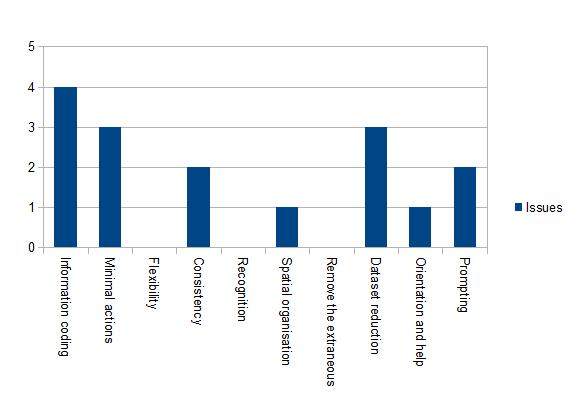 5
4
3
2
1
0
Information coding
Minimal actions
Flexibility
Consistency
Recognition
Spatial organisation
Remove the extraneous
Dataset reduction
Orientation and help
Prompting
Issues